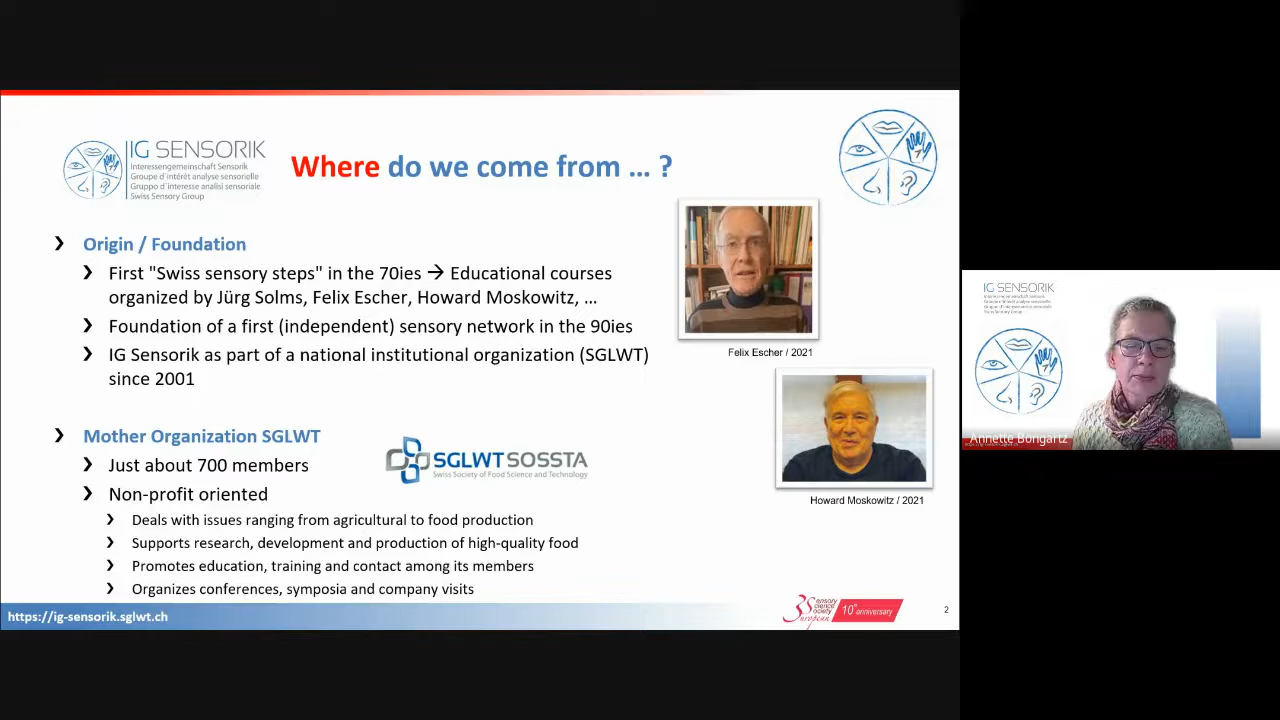 IG SENSORIK
Interessengemeinschaft Sensorik
Groupe d'intérêt analyse sensorielle
Gruppo d'interesse analisi sensoriale
Swiss Sensory Group
Where do we come from ... ?
Origin / Foundation
First "Swiss sensory steps" in the 70ies → Educational courses
organized by Jürg Solms, Felix Escher, Howard Moskowitz, ...
Foundation of a first (independent) sensory network in the 90ies
IG Sensorik as part of a national institutional organization (SGLWT)
since 2001
Felix Escher / 2021
Howard Moskowitz / 2021
Mother Organization SGLWT
SGLWT SOSSTA
Swiss Society of Food Science and Technology
Just about 700 members
Non-profit oriented
Deals with issues ranging from agricultural to food production
Supports research, development and production of high-quality food
Promotes education, training and contact among its members
Organizes conferences, symposia and company visits
https://ig-sensorik.sglwt.ch
sensory
science
society
European
10th anniversary
2
IG SENSORIK
Annette Bongartz